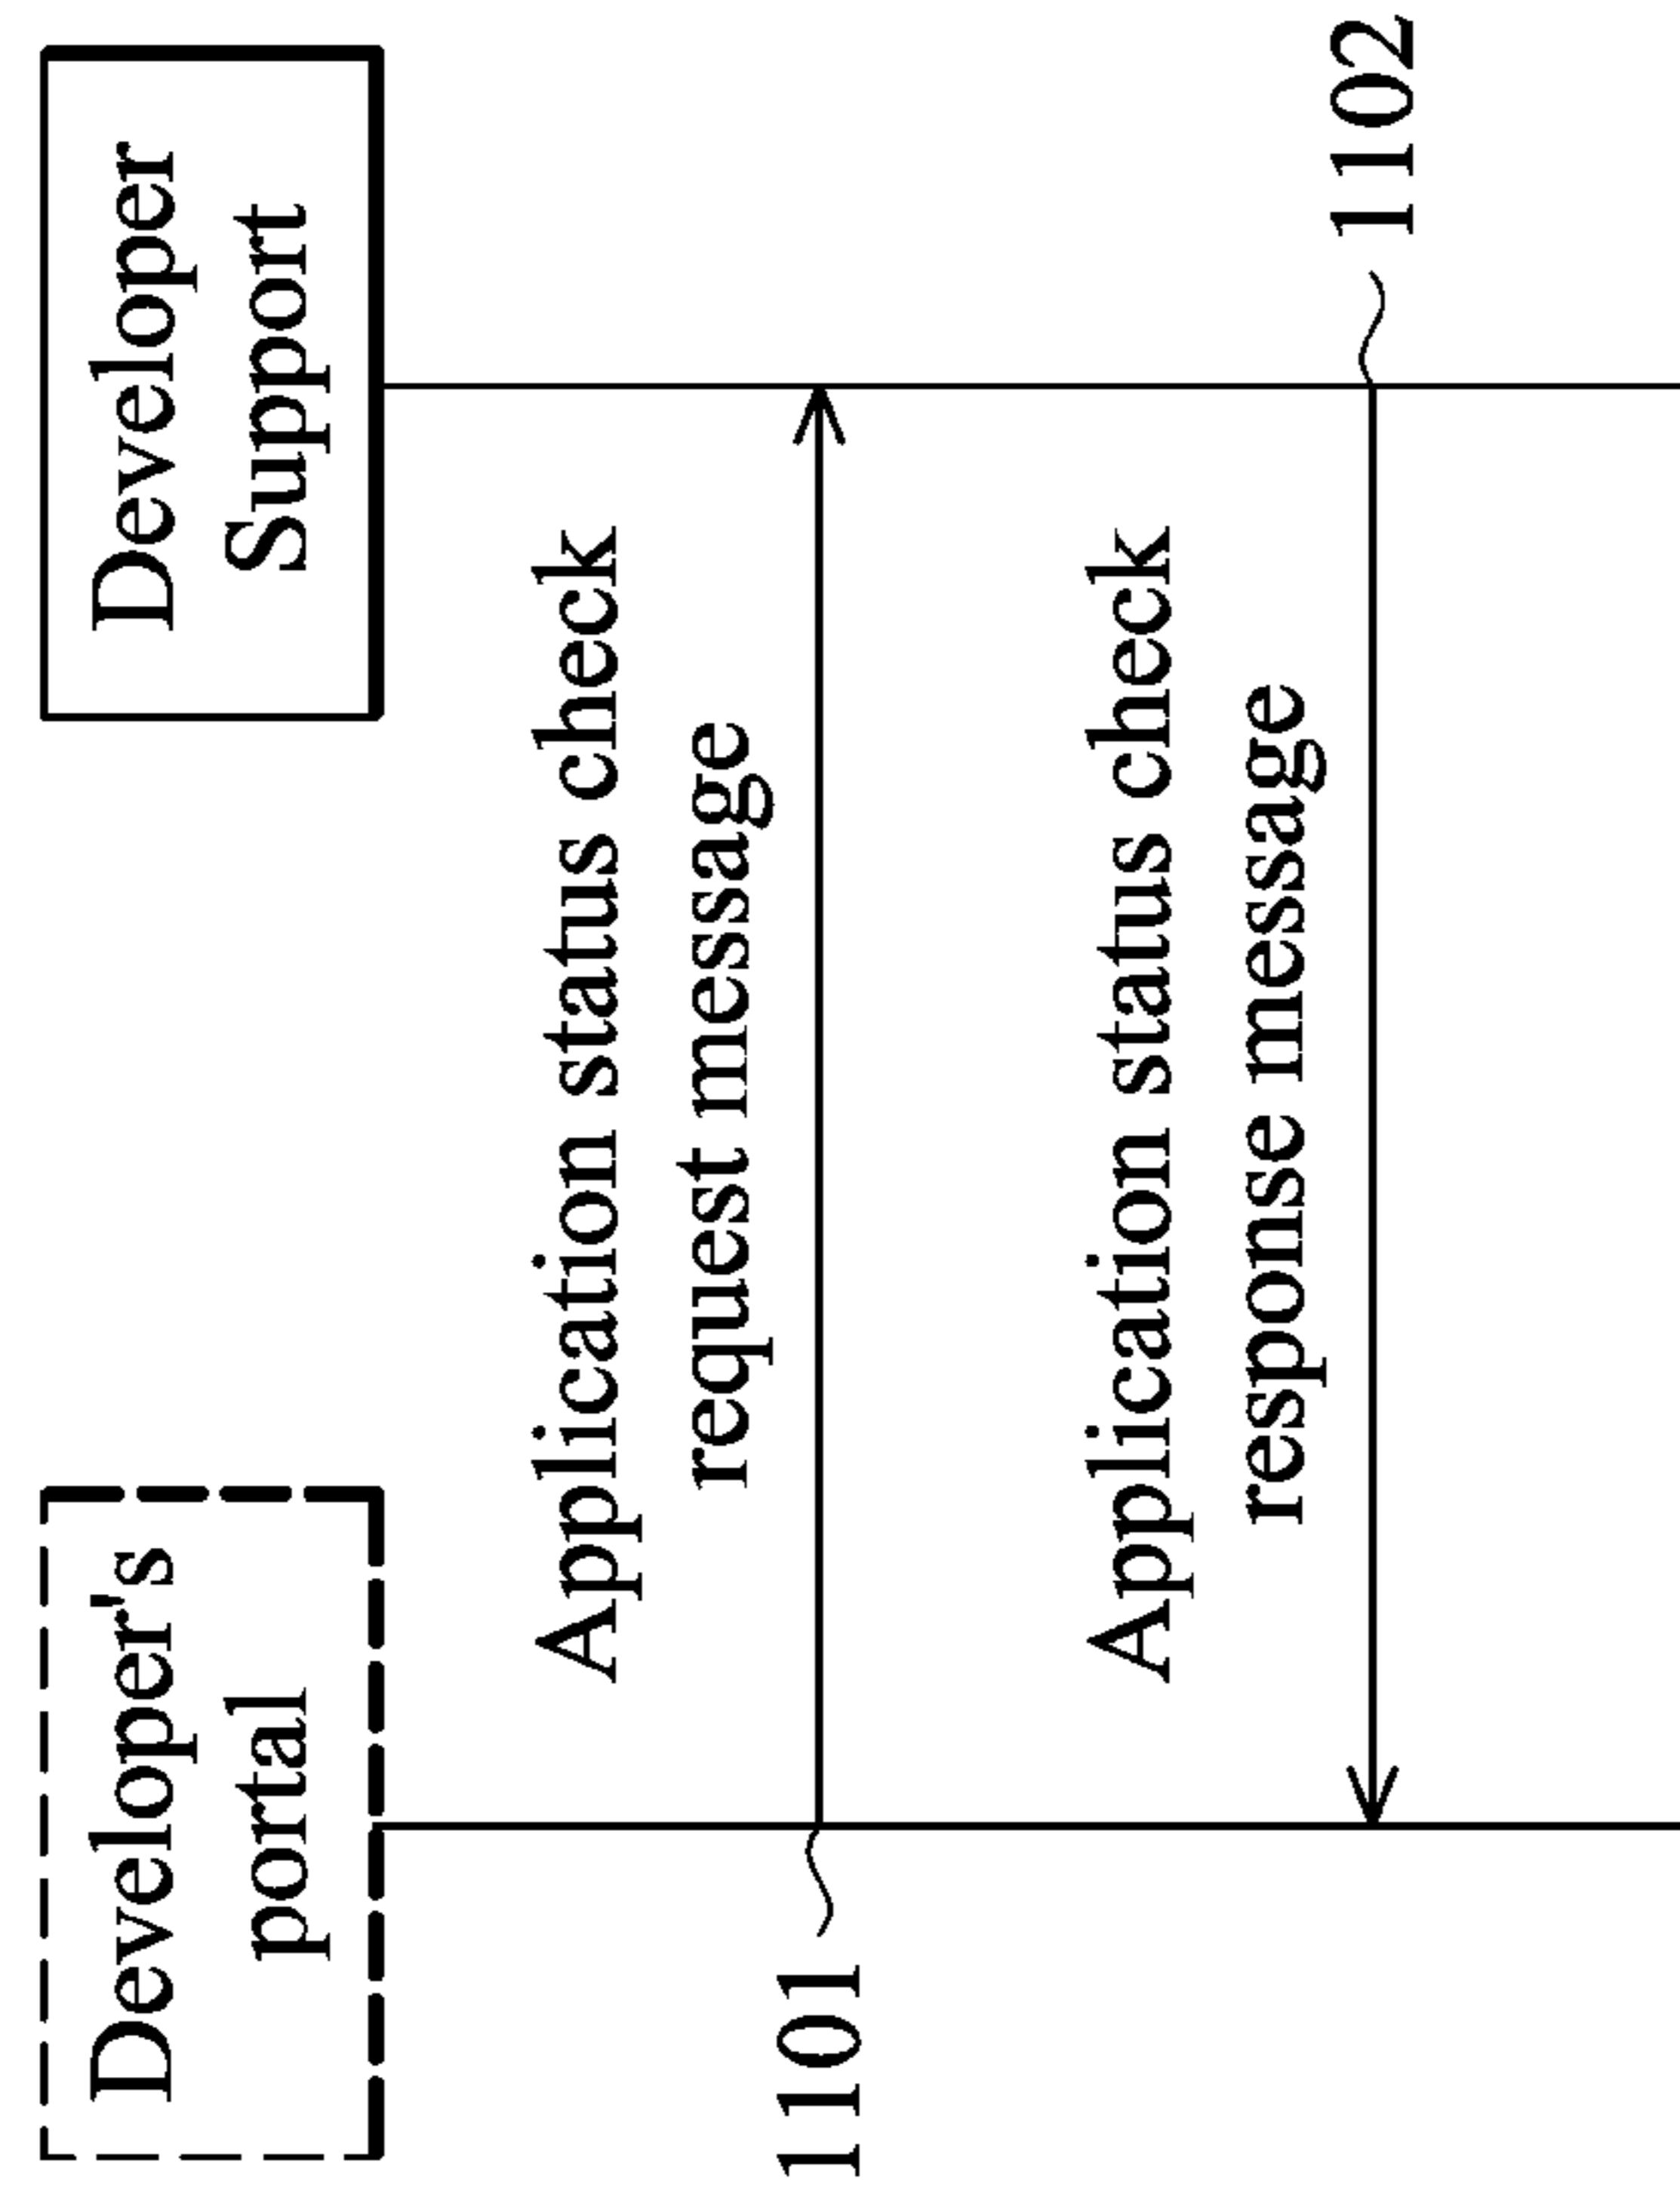 Developer's
portal
Developer
Support
Application status check
request message
1101
Application status check
response message
1102